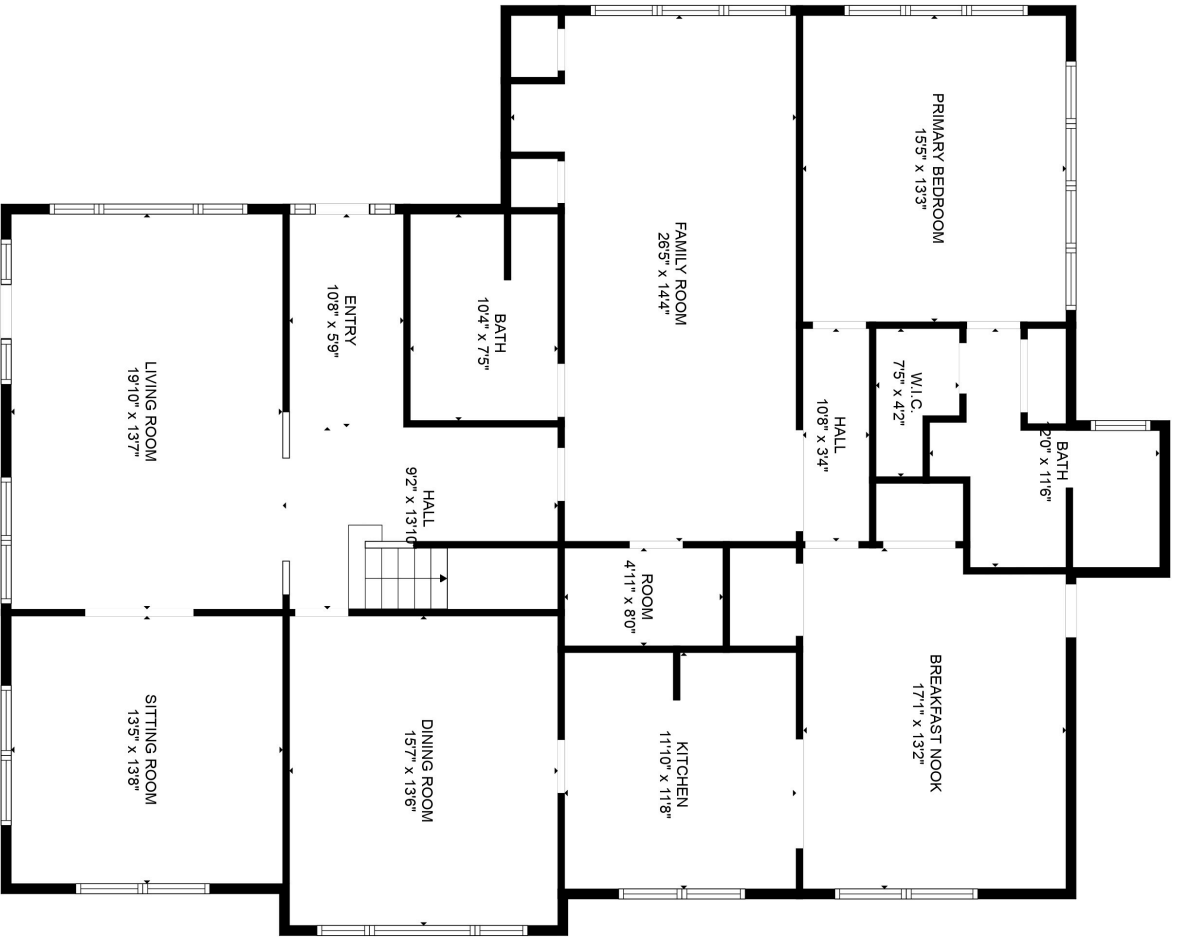 PRIMARY BEDROOM
15'5" x 13'3"
FAMILY ROOM
26'5" x 14'4"
ENTRY
10'8" x 5'9"
BATH
10'4" x 7'5"
LIVING ROOM
19'10" x 13'7"
W.I.C.
7'5" x 4'2"
HALL
10'8" x 3'4"
BATH
12'0" x 11'6"
HALL
9'2" x 13'10"
ROOM
4'11" x 8'0"
BREAKFAST NOOK
17'1" x 13'2"
SITTING ROOM
13'5" x 13'8"
DINING ROOM
15'7" x 13'6"
KITCHEN
11'10" x 11'8"